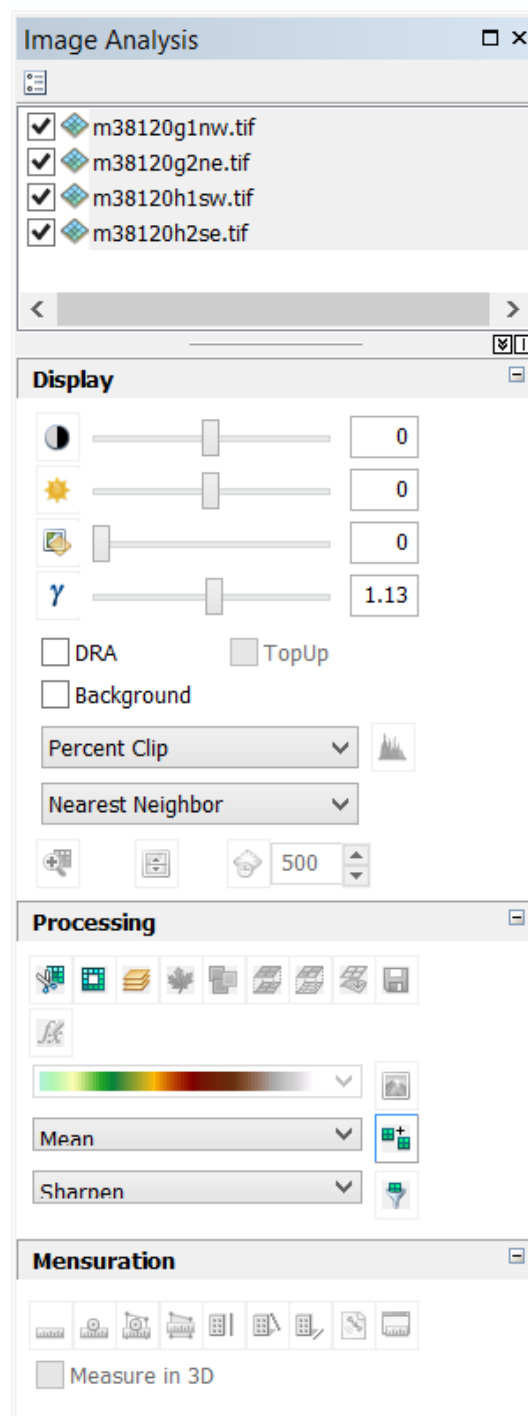 Image Analysis
m38120g1nw.tif
m38120g2ne.tif
m38120h1sw.tif
m38120h2se.tif
Display
0
0
0
γ 1.13
DRA TopUp
Background
Percent Clip
Nearest Neighbor
500
Processing
fx
Mean
Sharpen
Mensuration
Measure in 3D